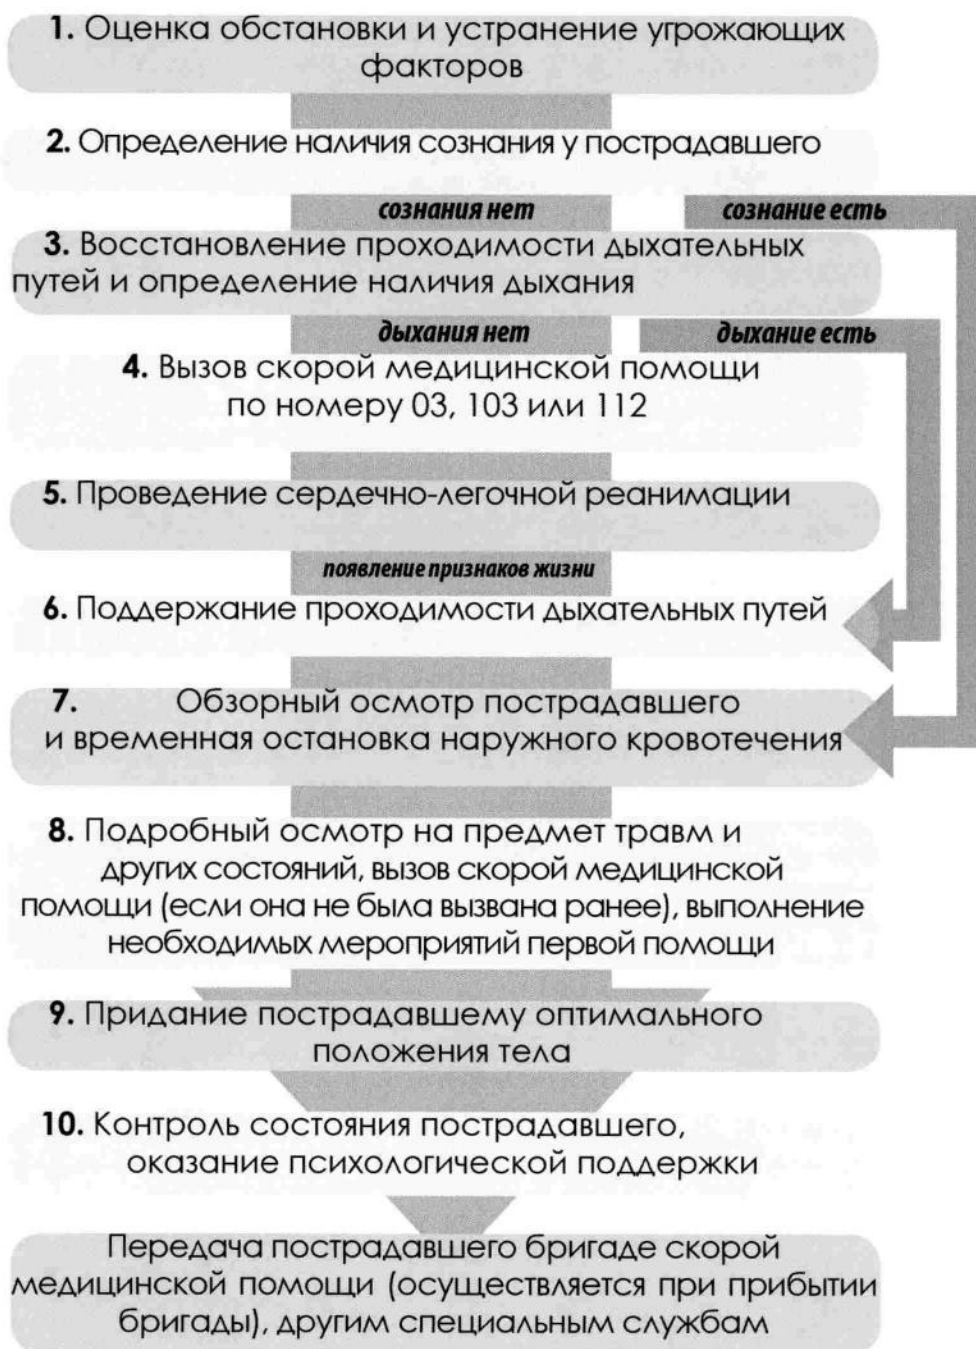 1. Оценка обстановки и устранение угрожающих
факторов
2. Определение наличия сознания у пострадавшего
сознания нет
сознание есть
3. Восстановление проходимости дыхательных
путей и определение наличия дыхания
дыхания нет
дыхание есть
4. Вызов скорой медицинской помощи
по номеру 03, 103 или 112
5. Проведение сердечно-легочной реанимации
появление признаков жизни
6. Поддержание проходимости дыхательных путей
7. Обзорный осмотр пострадавшего
и временная остановка наружного кровотечения
8. Подробный осмотр на предмет травм и
других состояний, вызов скорой медицинской
помощи (если она не была вызвана ранее), выполнение
необходимых мероприятий первой помощи
9. Придание пострадавшему оптимального
положения тела
10. Контроль состояния пострадавшего,
оказание психологической поддержки
Передача пострадавшего бригаде скорой
медицинской помощи (осуществляется при прибытии
бригады), другим специальным службам